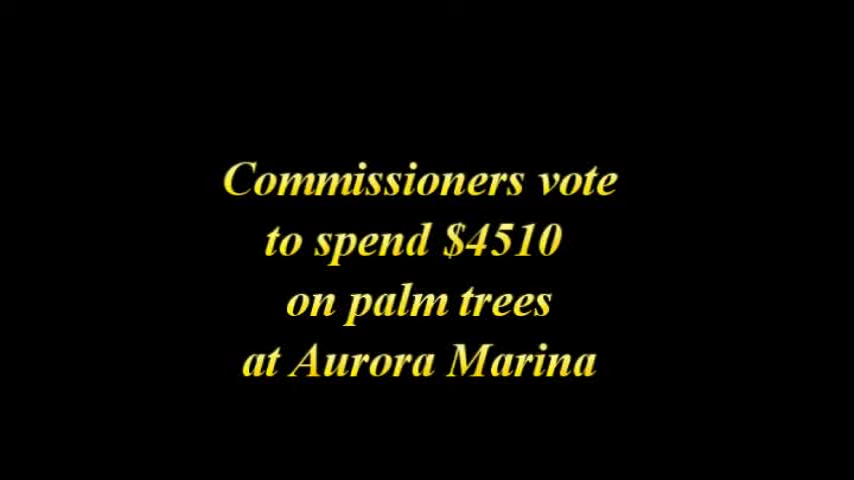 Commissioners vote
to spend $4510
on palm trees
at Aurora Marina